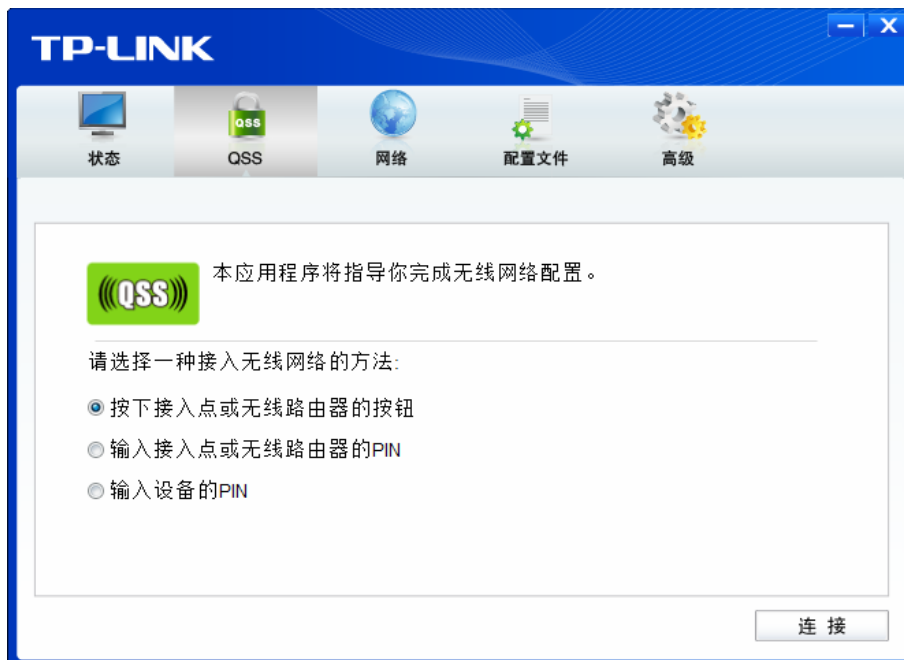 TP-LINK
QSS
状态 QSS 网络 配置文件 高级
QSS 本应用程序将指导你完成无线网络配置。
请选择一种接入无线网络的方法:
按下接入点或无线路由器的按钮
输入接入点或无线路由器的PIN
输入设备的PIN
连 接